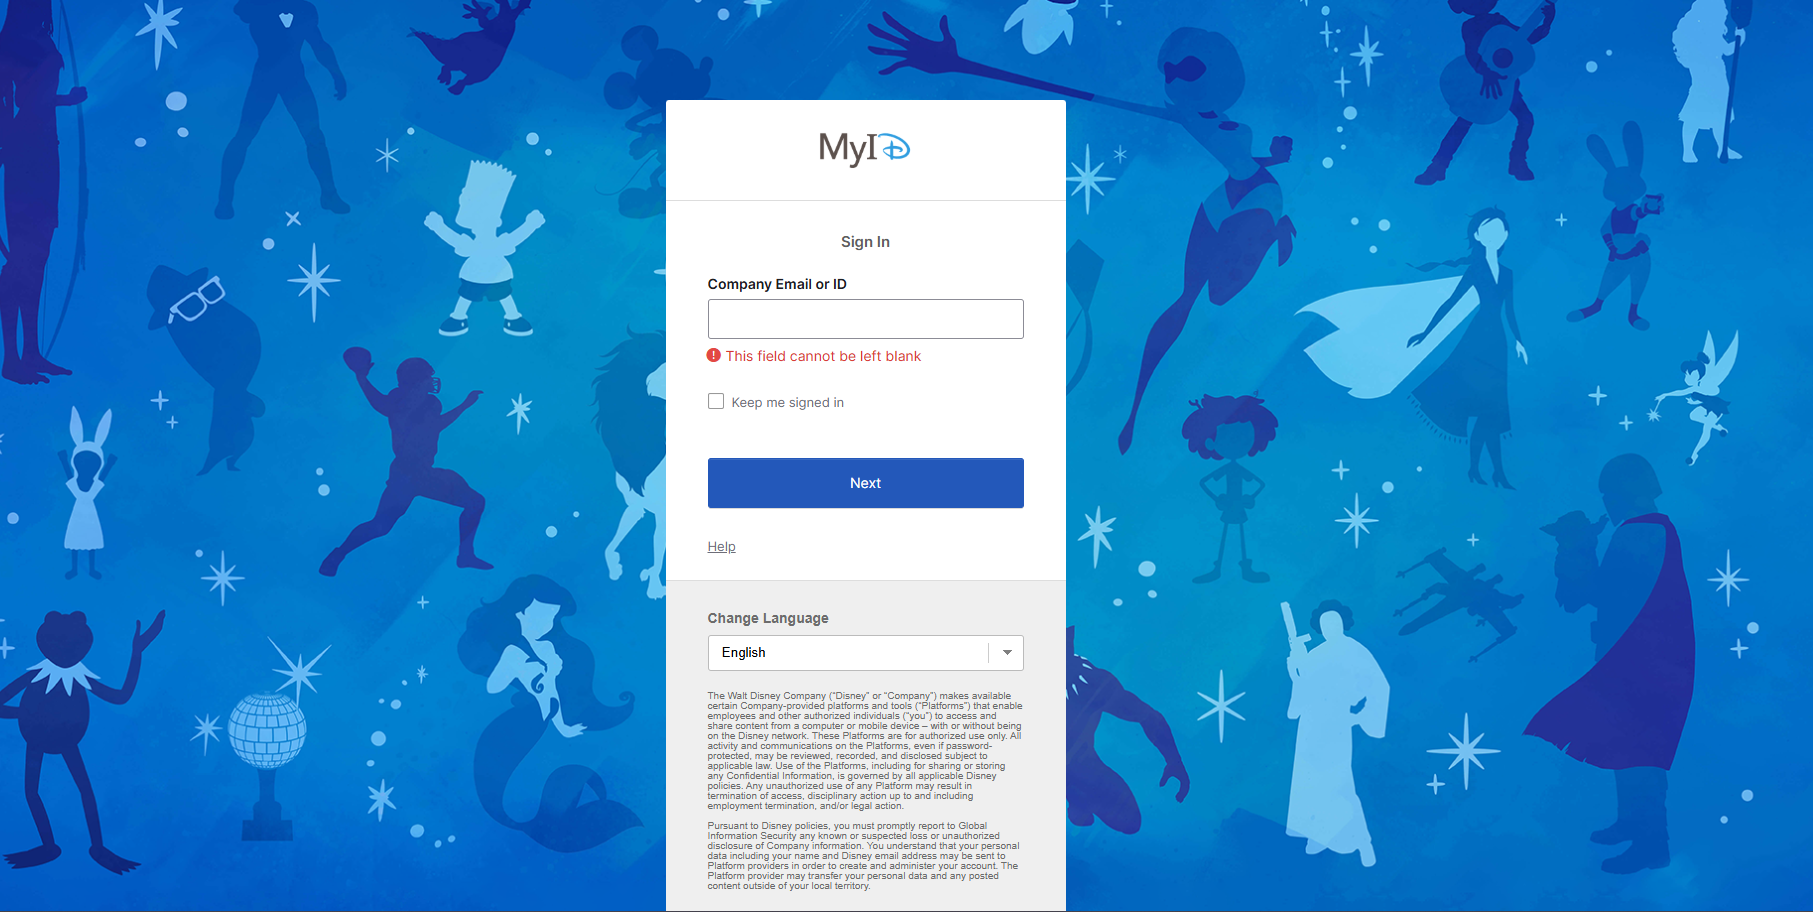 MyID
Sign In
Company Email or ID
This field cannot be left blank
Keep me signed in
Next
Help
Change Language
English
The Walt Disney Company (“Disney” or “Company”) makes available
certain Company-provided platforms and tools (“Platforms”) that enable
employees and other authorized individuals (“you”) to access and
share content from a computer or mobile device – with or without being
on the Disney network. These Platforms are for authorized use only. All
activity and communications on the Platforms, even if password-
protected, may be reviewed, recorded, and disclosed subject to
applicable law. Use of the Platforms, including for sharing or storing
any Confidential Information, is governed by all applicable Disney
policies. Any unauthorized use of any Platform may result in
termination of access, disciplinary action up to and including
employment termination, and/or legal action.
Pursuant to Disney policies, you must promptly report to Global
Information Security any known or suspected loss or unauthorized
disclosure of Company information. You understand that your personal
data including your name and Disney email address may be sent to
Platform providers in order to create and administer your account. The
Platform provider may transfer your personal data and any posted
content outside of your local territory.